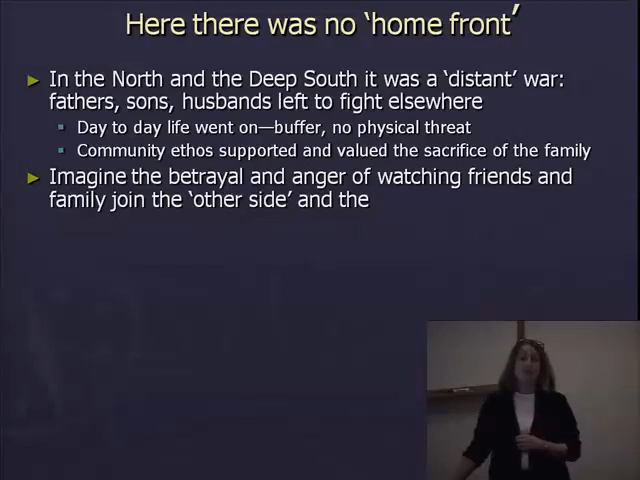 Here there was no ‘home front’
In the North and the Deep South it was a ‘distant’ war:
fathers, sons, husbands left to fight elsewhere
Day to day life went on—buffer, no physical threat
Community ethos supported and valued the sacrifice of the family
Imagine the betrayal and anger of watching friends and
family join the ‘other side’ and the